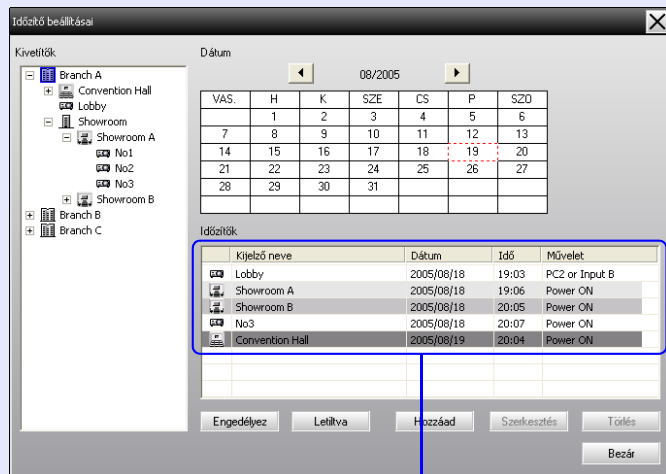 Időzítő beállításai
Kivetítők
Branch A
Convention Hall
Lobby
Showroom
Showroom A
No1
No2
No3
Showroom B
Branch B
Branch C
Dátum
08/2005
VAS. H K SZE CS P SZO
1 2 3 4 5 6
7 8 9 10 11 12 13
14 15 16 17 18 19 20
21 22 23 24 25 26 27
28 29 30 31
Időzítők
Kijelző neve Dátum Idő Művelet
Lobby 2005/08/18 19:03 PC2 or Input B
Showroom A 2005/08/18 19:06 Power ON
Showroom B 2005/08/18 20:05 Power ON
No3 2005/08/18 20:07 Power ON
Convention Hall 2005/08/19 20:04 Power ON
Engedélyez Letiltva Hozzáad Szerkesztés Törlés
Bezár